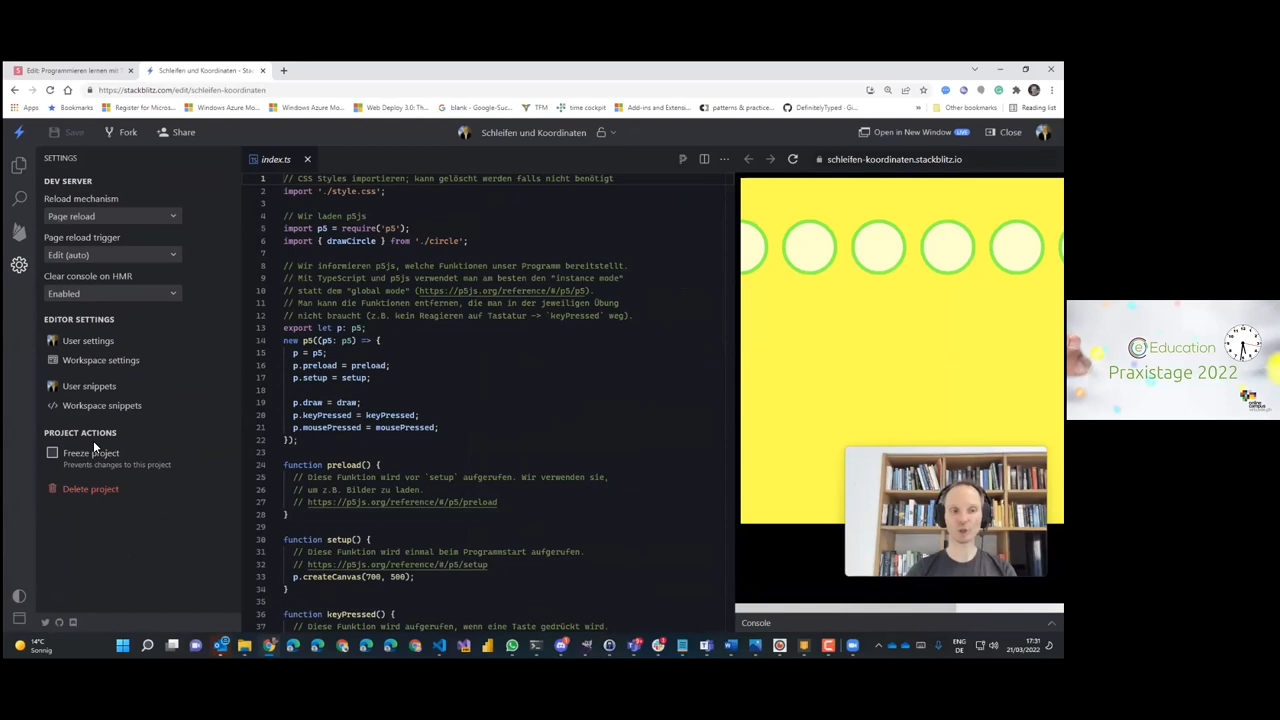 Edit: Programmieren lernen mit
Schleifen und Koordinaten - Stac
https://stackblitz.com/edit/schleifen-koordinaten
Apps
Bookmarks
Register for Micros...
Windows Azure Mo...
Windows Azure Mo...
Web Deploy 3.0: Th...
blank - Google-Suc...
TFM
time cockpit
Add-ins and Extensi...
patterns & practice...
DefinitelyTyped - Gi...
»
Other bookmarks
Reading list
Save
Fork
Share
Schleifen und Koordinaten
Open in New Window
LIVE
Close
SETTINGS
DEV SERVER
Reload mechanism
Page reload
Page reload trigger
Edit (auto)
Clear console on HMR
Enabled
EDITOR SETTINGS
User settings
Workspace settings
User snippets
Workspace snippets
PROJECT ACTIONS
Freeze project
Prevents changes to this project
Delete project
index.ts
schleifen-koordinaten.stackblitz.io
1 // CSS Styles importieren; kann gelöscht werden falls nicht benötigt
2 import './style.css';
3
4 // Wir laden p5js
5 import p5 = require('p5');
6 import { drawCircle } from './circle';
7
8 // Wir informieren p5js, welche Funktionen unser Programm bereitstellt.
9 // Mit TypeScript und p5js verwendet man am besten den "instance mode"
10 // statt dem "global mode" (https://p5js.org/reference/#/p5/p5).
11 // Man kann die Funktionen entfernen, die man in der jeweiligen Übung
12 // nicht braucht (z.B. kein Reagieren auf Tastatur -> `keyPressed` weg).
13 export let p: p5;
14 new p5((p5: p5) => {
15 p = p5;
16 p.preload = preload;
17 p.setup = setup;
18
19 p.draw = draw;
20 p.keyPressed = keyPressed;
21 p.mousePressed = mousePressed;
22 });
23
24 function preload() {
25 // Diese Funktion wird vor `setup` aufgerufen. Wir verwenden sie,
26 // um z.B. Bilder zu laden.
27 // https://p5js.org/reference/#/p5/preload
28 }
29
30 function setup() {
31 // Diese Funktion wird einmal beim Programmstart aufgerufen.
32 // https://p5js.org/reference/#/p5/setup
33 p.createCanvas(700, 500);
34 }
35
36 function keyPressed() {
37 // Diese Funktion wird aufgerufen, wenn eine Taste gedrückt wird.
Console
eEducation
Praxistage 2022
14°C
Sonnig
ENG
DE
17:31
21/03/2022